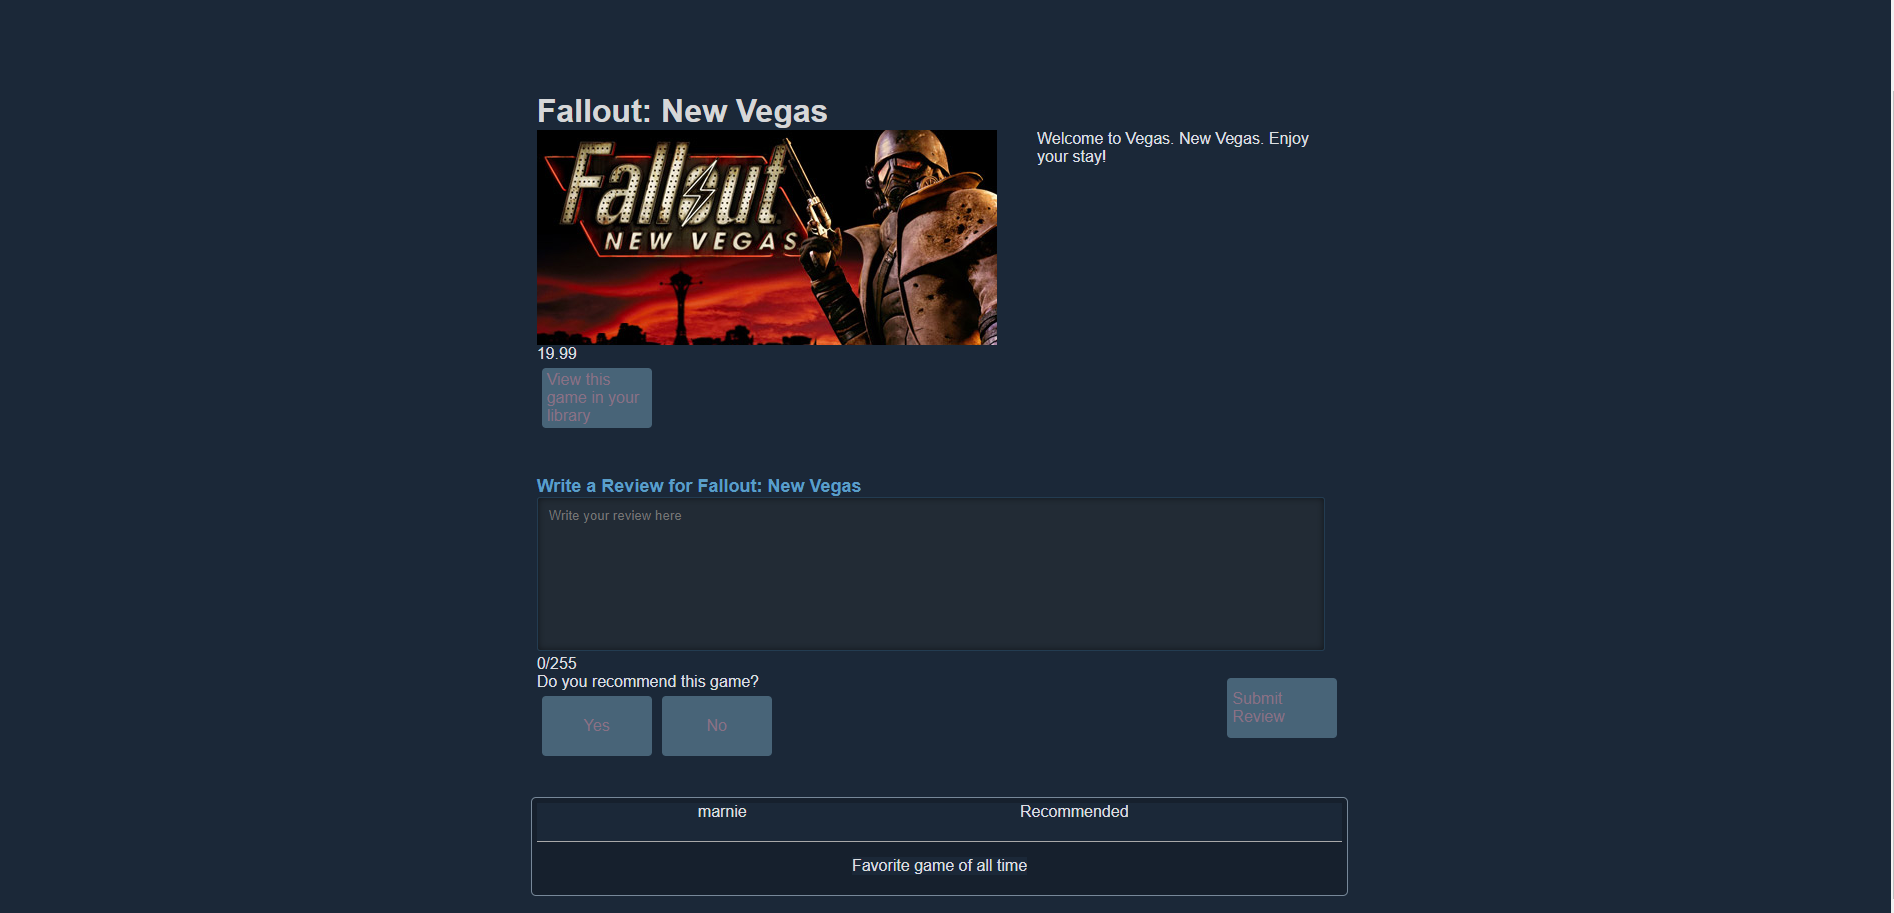 Fallout: New Vegas
Fallout
NEW VEGAS
Welcome to Vegas. New Vegas. Enjoy
your stay!
19.99
View this
game in your
library
Write a Review for Fallout: New Vegas
Write your review here
0/255
Do you recommend this game?
Yes
No
Submit
Review
marnie
Recommended
Favorite game of all time